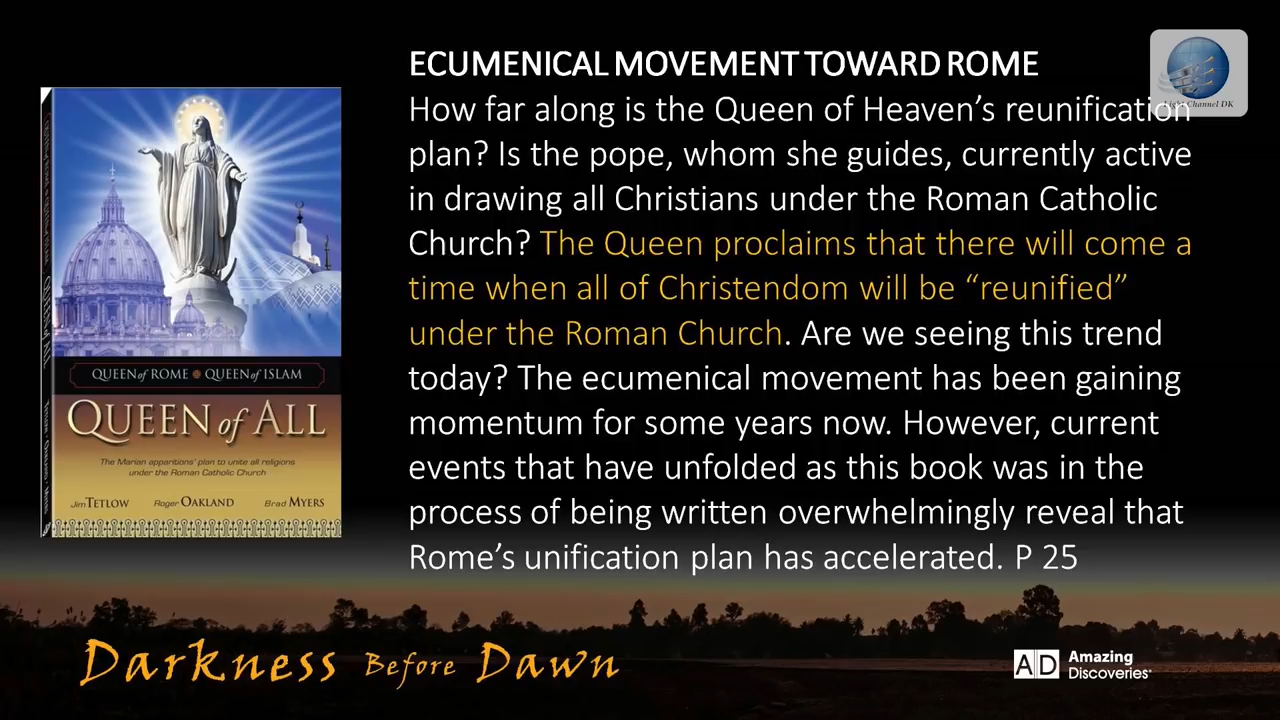 ECUMENICAL MOVEMENT TOWARD ROME
How far along is the Queen of Heaven's reunification
plan? Is the pope, whom she guides, currently active
in drawing all Christians under the Roman Catholic
Church? The Queen proclaims that there will come a
time when all of Christendom will be “reunified”
under the Roman Church. Are we seeing this trend
today? The ecumenical movement has been gaining
momentum for some years now. However, current
events that have unfolded as this book was in the
process of being written overwhelmingly reveal that
Rome's unification plan has accelerated. P 25
QUEEN of ROME QUEEN of ISLAM
QUEEN of ALL
The Marian apparitions' plan to unite all religions
under the Roman Catholic Church
Jim TETLOW Roger OAKLAND Brad MYERS
Darkness Before Dawn
AD Amazing
Discoveries
Channel DK